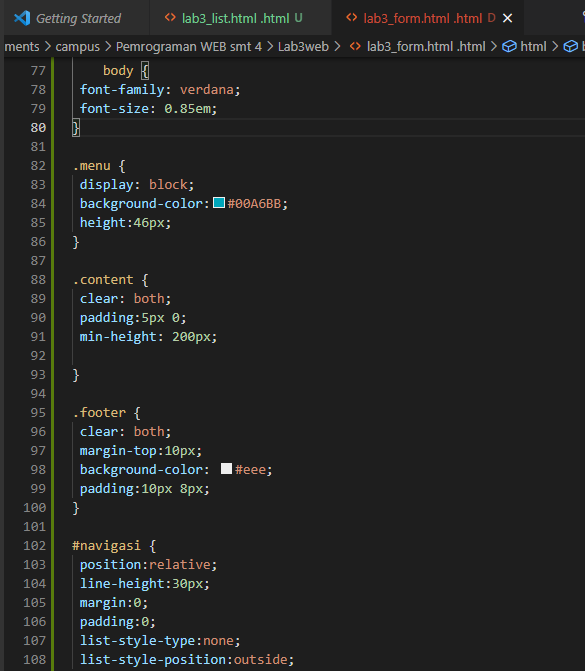 Getting Started lab3_list.html .html U lab3_form.html .html D
ments > campus > Pemrograman WEB smt 4 > Lab3web > lab3_form.html .html > html >
77 body {
78 font-family: verdana;
79 font-size: 0.85em;
80 }
81
82 .menu {
83 display: block;
84 background-color: #00A6BB;
85 height:46px;
86 }
87
88 .content {
89 clear: both;
90 padding:5px 0;
91 min-height: 200px;
92
93 }
94
95 .footer {
96 clear: both;
97 margin-top:10px;
98 background-color: #eee;
99 padding:10px 8px;
100 }
101
102 #navigasi {
103 position:relative;
104 line-height:30px;
105 margin:0;
106 padding:0;
107 list-style-type:none;
108 list-style-position:outside;